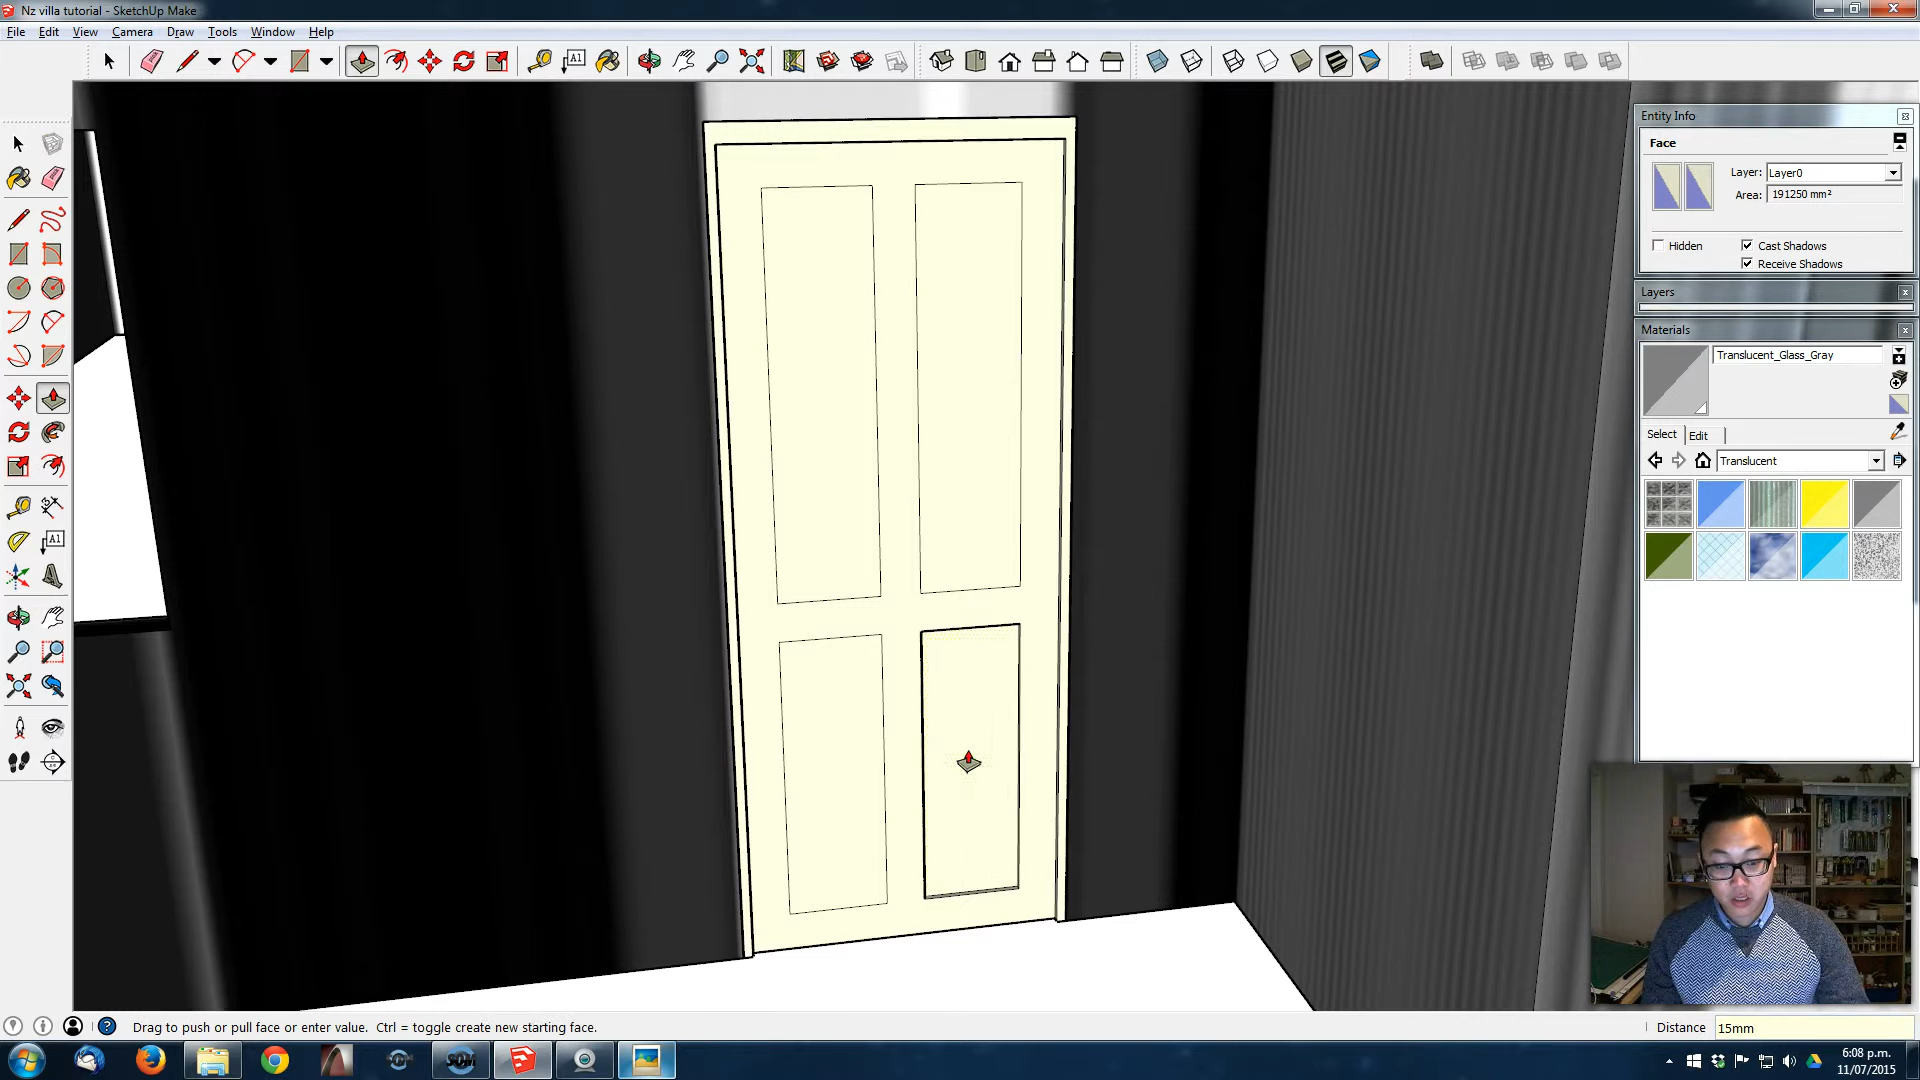 Nz villa tutorial - SketchUp Make
File Edit View Camera Draw Tools Window Help
A1
Entity Info
Face
Layer: Layer0
Area: 191250 mm²
Hidden
Cast Shadows
Receive Shadows
Layers
Materials
Translucent_Glass_Gray
Select Edit
Translucent
A1
Drag to push or pull face or enter value. Ctrl = toggle create new starting face.
Distance 15mm
6:08 p.m.
11/07/2015